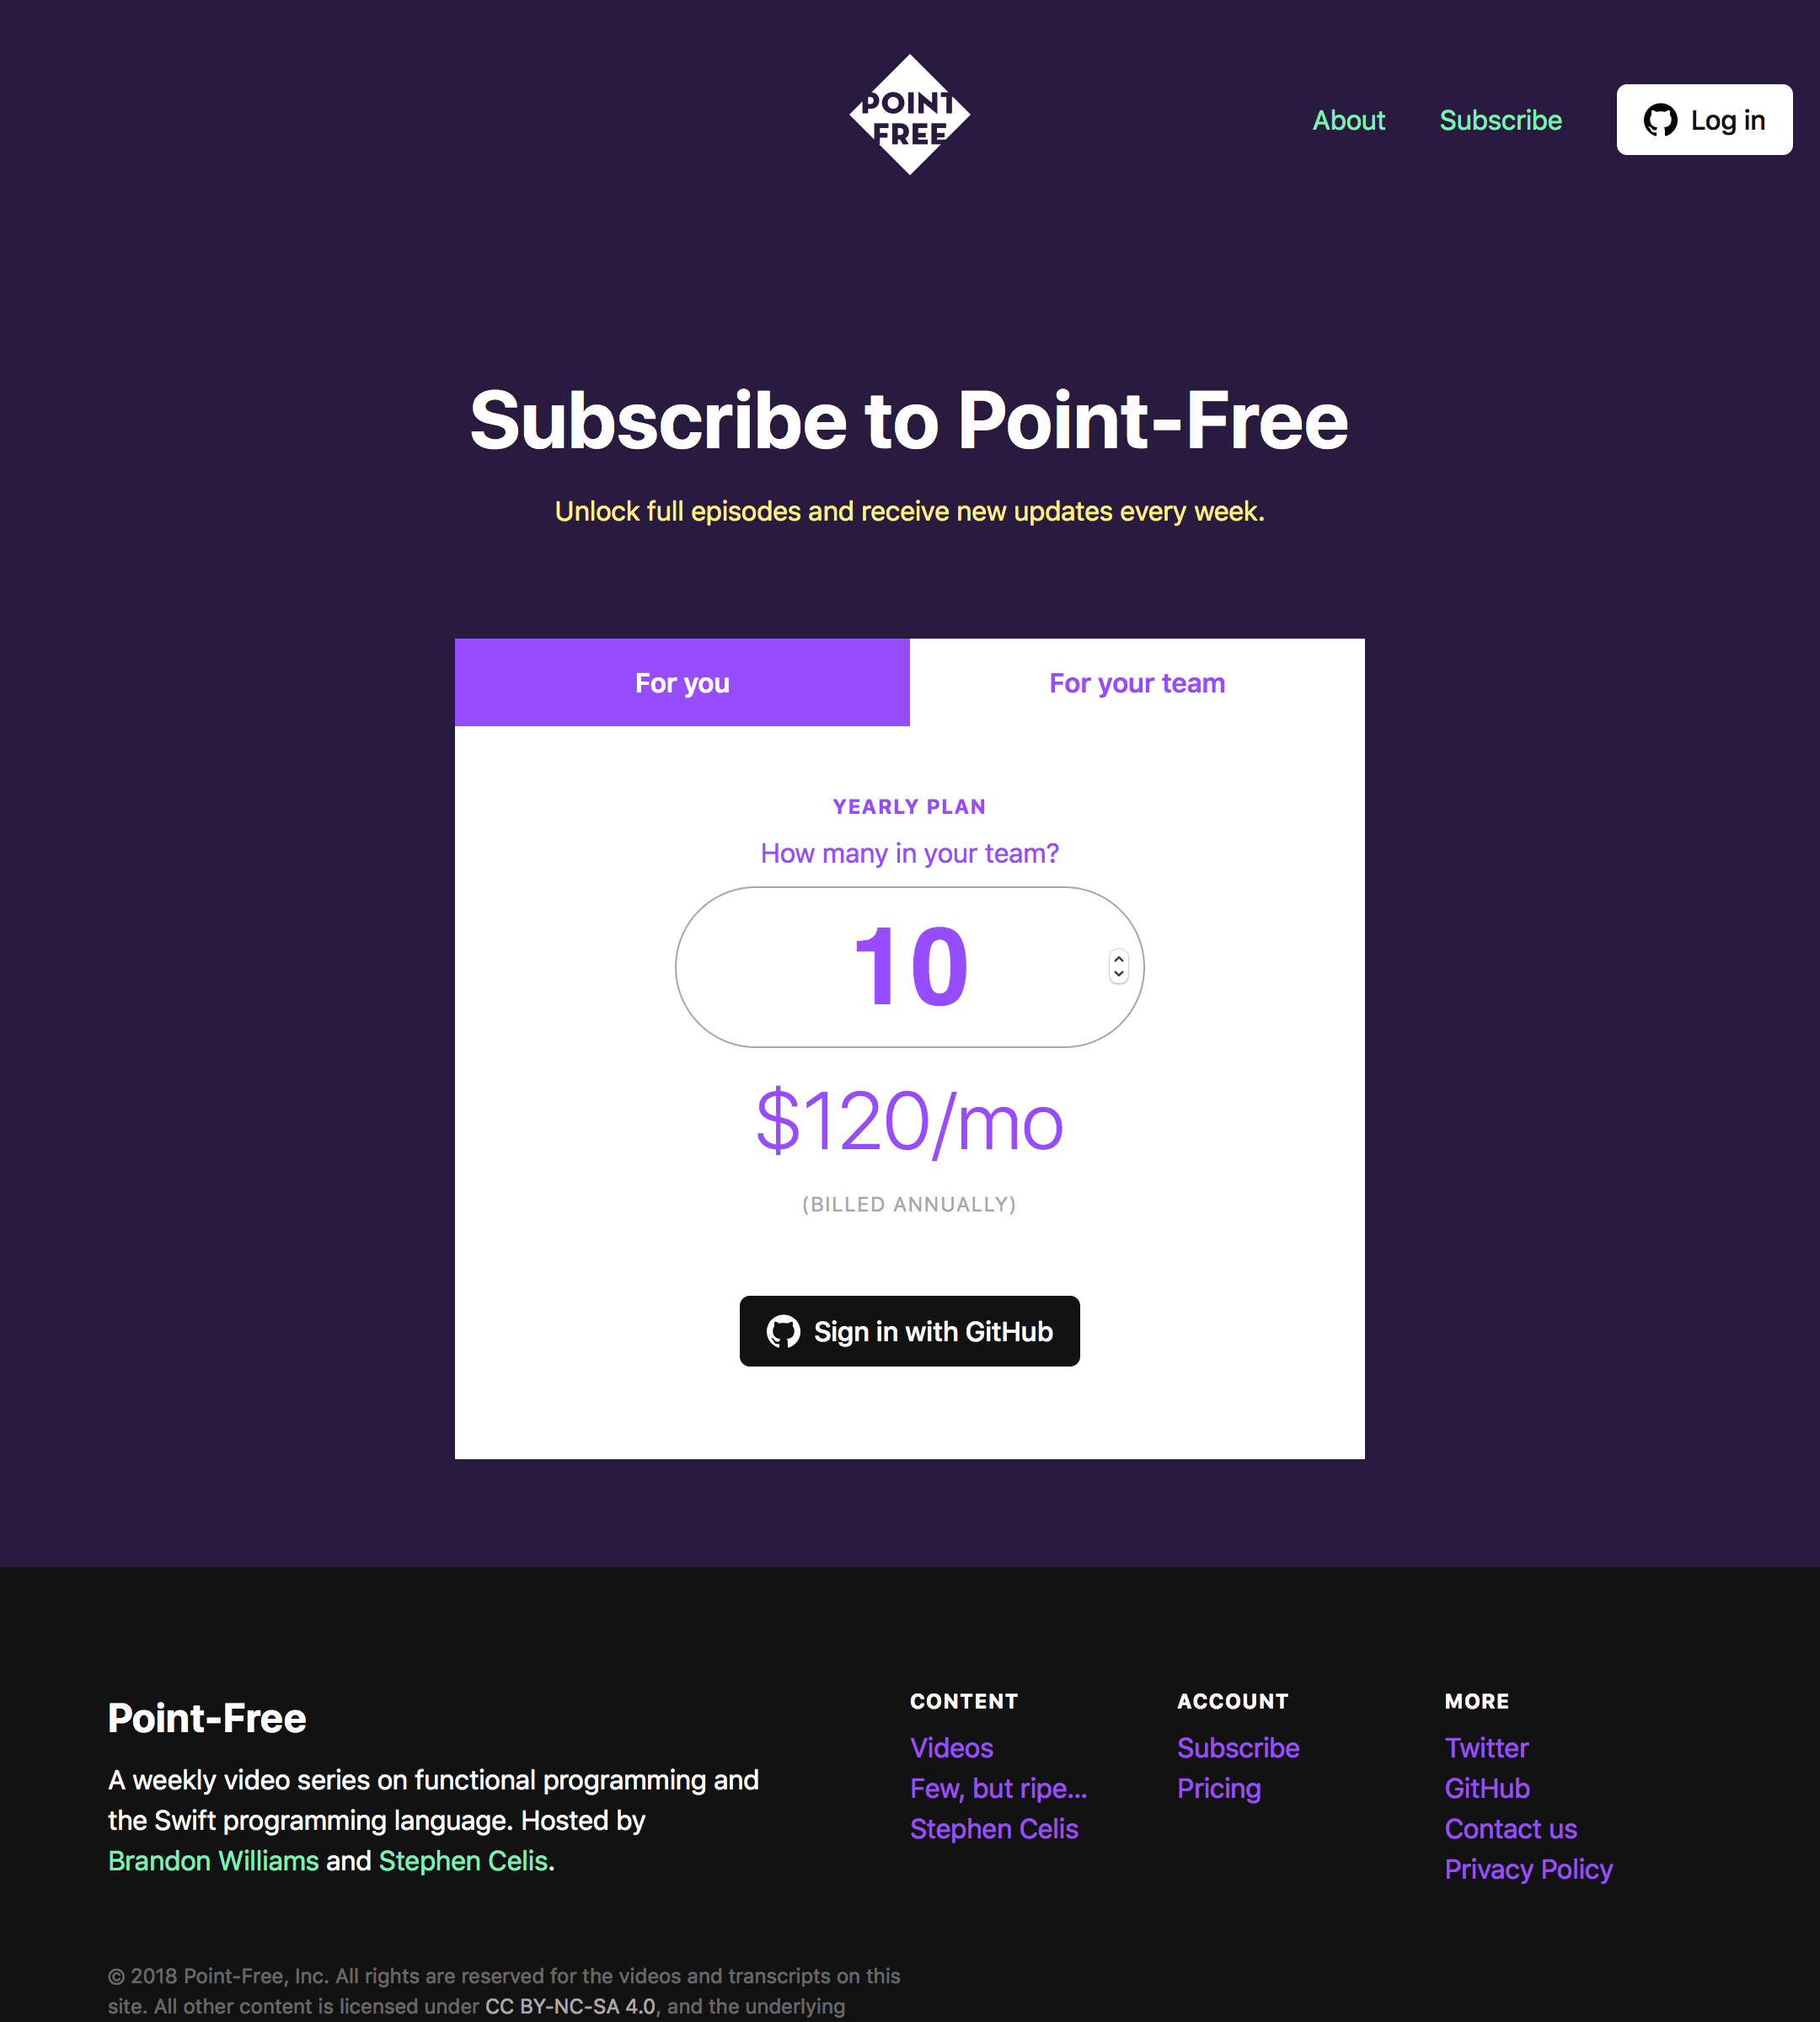 POINT
FREE
About
Subscribe
Log in
Subscribe to Point-Free
Unlock full episodes and receive new updates every week.
For you
For your team
YEARLY PLAN
How many in your team?
10
$120/mo
(BILLED ANNUALLY)
Sign in with GitHub
Point-Free
A weekly video series on functional programming and
the Swift programming language. Hosted by
Brandon Williams and Stephen Celis.
CONTENT
Videos
Few, but ripe...
Stephen Celis
ACCOUNT
Subscribe
Pricing
MORE
Twitter
GitHub
Contact us
Privacy Policy
© 2018 Point-Free, Inc. All rights are reserved for the videos and transcripts on this
site. All other content is licensed under CC BY-NC-SA 4.0, and the underlying